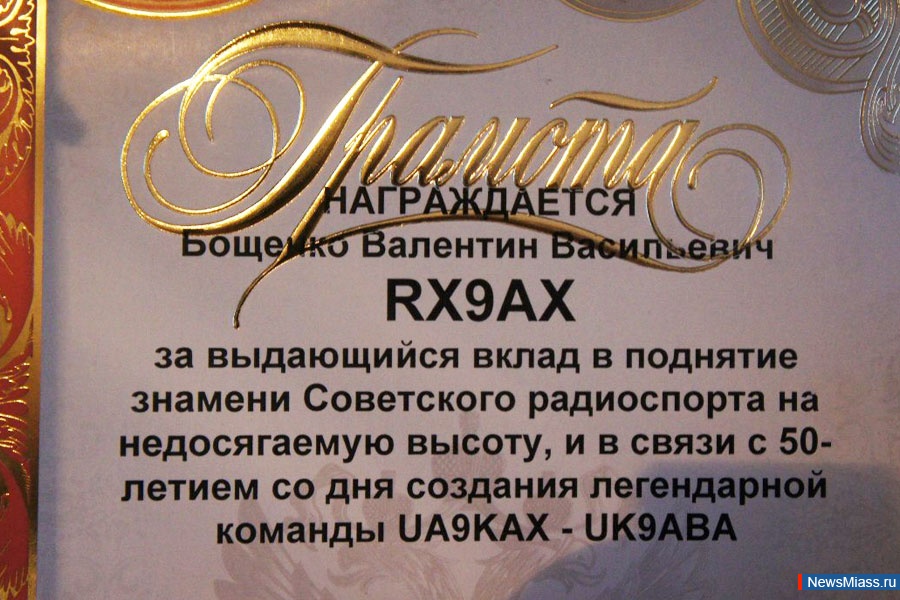 Грамота
НАГРАЖДАЕТСЯ
Бощенко Валентин Васильевич
RX9AX
за выдающийся вклад в поднятие
знамени Советского радиоспорта на
недосягаемую высоту, и в связи с 50-
летием со дня создания легендарной
команды UA9KAX - UK9ABA
NewsMiass.ru